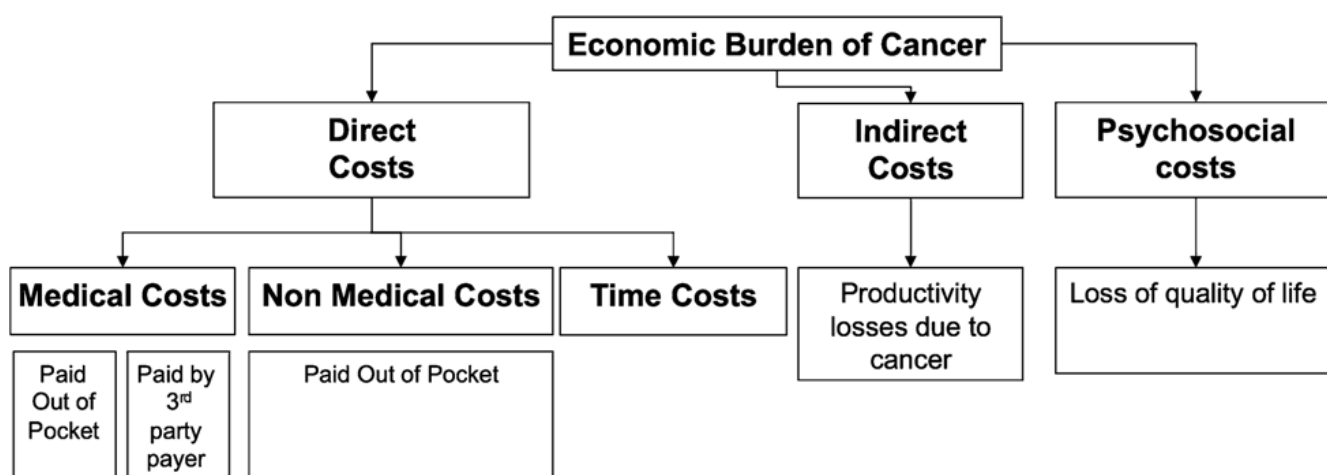 Economic Burden of Cancer
Direct
Costs
Indirect
Costs
Psychosocial
costs
Medical Costs
Non Medical Costs
Time Costs
Productivity
losses due to
cancer
Loss of quality of life
Paid
Out of
Pocket
Paid by
3rd
party
payer
Paid Out of Pocket